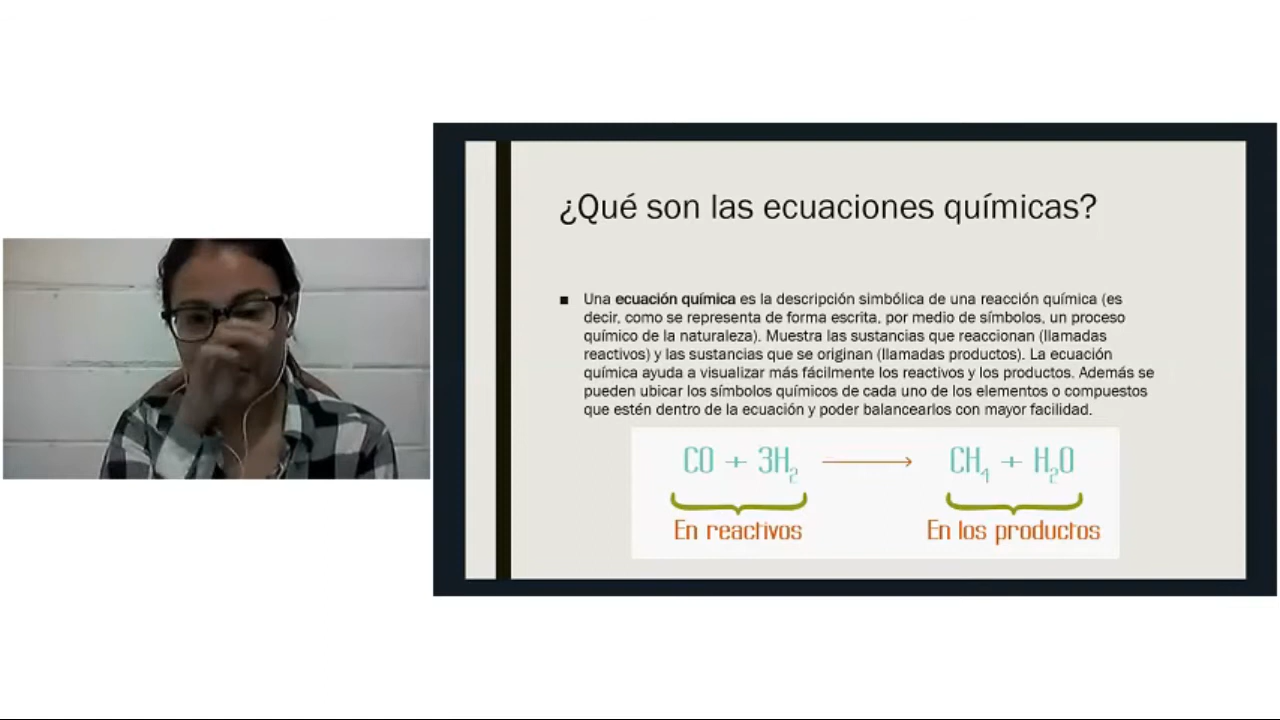 ¿Qué son las ecuaciones químicas?
■ Una ecuación química es la descripción simbólica de una reacción química (es
decir, como se representa de forma escrita, por medio de símbolos, un proceso
químico de la naturaleza). Muestra las sustancias que reaccionan (llamadas
reactivos) y las sustancias que se originan (llamadas productos). La ecuación
química ayuda a visualizar más fácilmente los reactivos y los productos. Además se
pueden ubicar los símbolos químicos de cada uno de los elementos o compuestos
que estén dentro de la ecuación y poder balancearlos con mayor facilidad.
CO + 3H₂ → CH₄ + H₂O
En reactivos En los productos